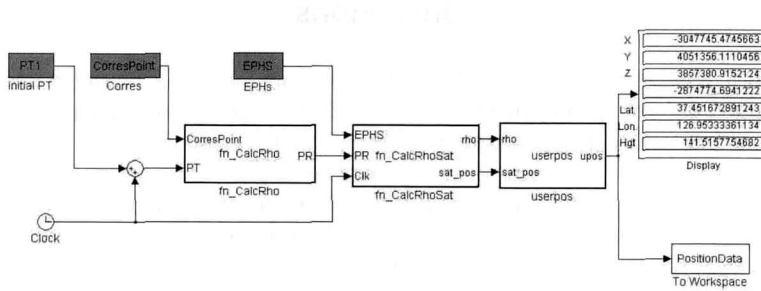 PT1
initial PT
CorresPoint
Corres
EPHS
EPHs
CorresPoint
fn_CalcRho
PR
PT
fn_CalcRho
EPHS
rho
PR
fn_CalcRhoSat
Clk
sat_pos
fn_CalcRhoSat
rho
userpos
upos
sat_pos
userpos
X
-3047745.4745663
Y
4051356.1110456
Z
3857380.9152124
-2874774.6941222
Lat.
37.451672891243
Lon.
126.95333361134
Hgt
141.5157754682
Display
Clock
PositionData
To Workspace